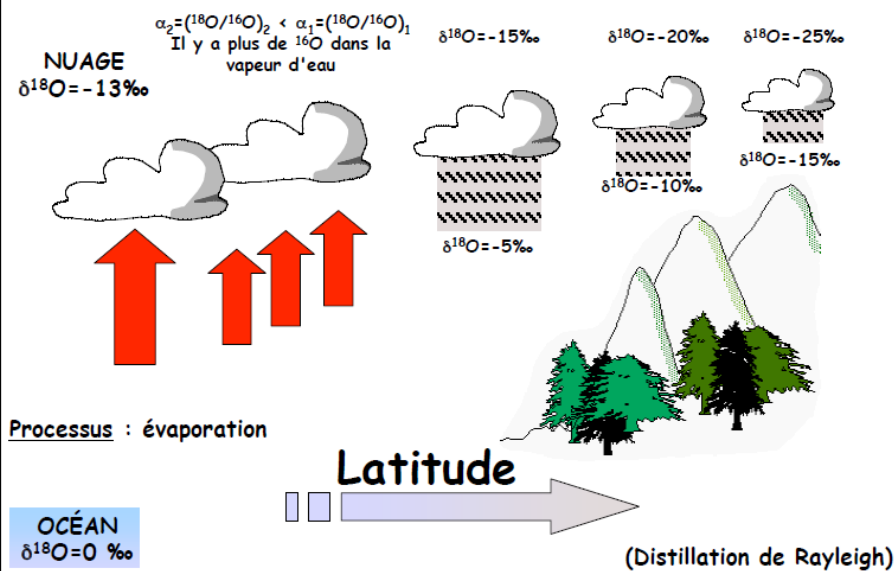 α₂=(¹⁸O/¹⁶O)₂ < α₁=(¹⁸O/¹⁶O)₁
Il y a plus de ¹⁶O dans la
vapeur d'eau
NUAGE
δ¹⁸O=-13‰
δ¹⁸O=-15‰
δ¹⁸O=-20‰
δ¹⁸O=-25‰
δ¹⁸O=-5‰
δ¹⁸O=-10‰
δ¹⁸O=-15‰
Processus : évaporation
Latitude
OCÉAN
δ¹⁸O=0 ‰
(Distillation de Rayleigh)